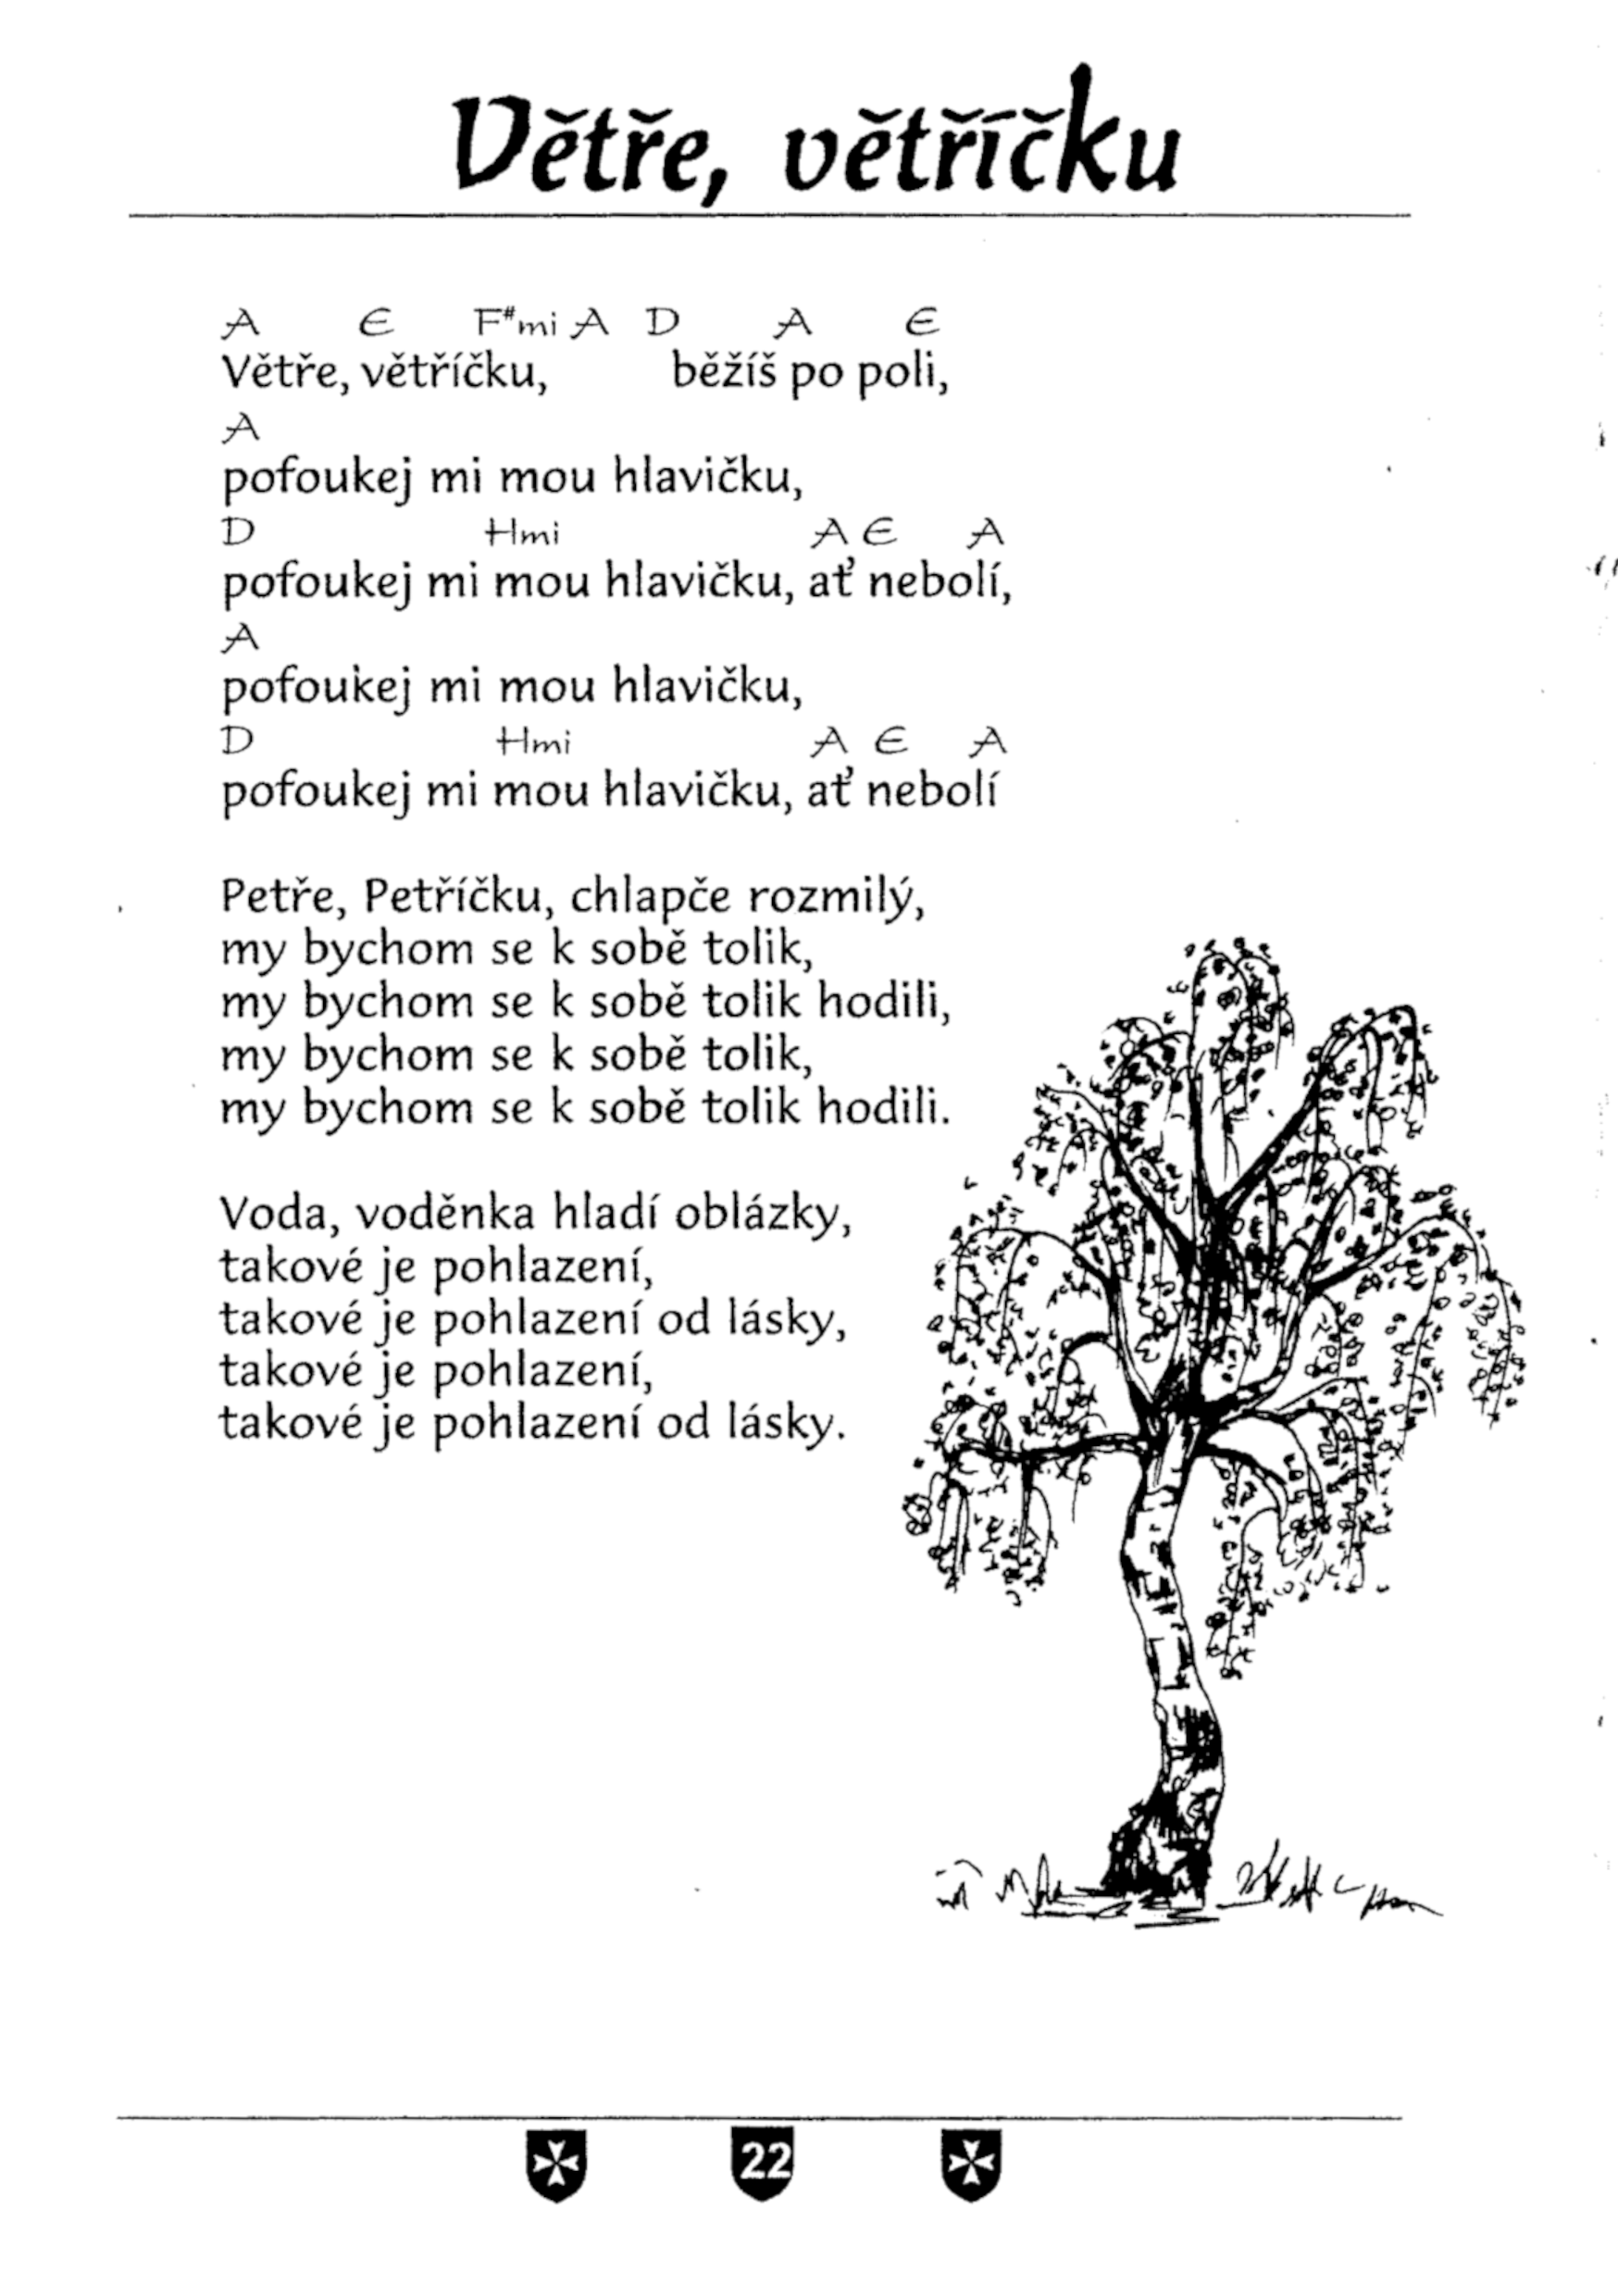 Větře, větříčku
A E F#mi A D A E
Větře, větříčku, běžíš po poli,
A
pofoukej mi mou hlavičku,
D Hmi A E A
pofoukej mi mou hlavičku, ať nebolí,
A
pofoukej mi mou hlavičku,
D Hmi A E A
pofoukej mi mou hlavičku, ať nebolí
Petře, Petříčku, chlapče rozmilý,
my bychom se k sobě tolik,
my bychom se k sobě tolik hodili,
my bychom se k sobě tolik,
my bychom se k sobě tolik hodili.
Voda, voděnka hladí oblázky,
takové je pohlazení,
takové je pohlazení od lásky,
takové je pohlazení,
takové je pohlazení od lásky.
22